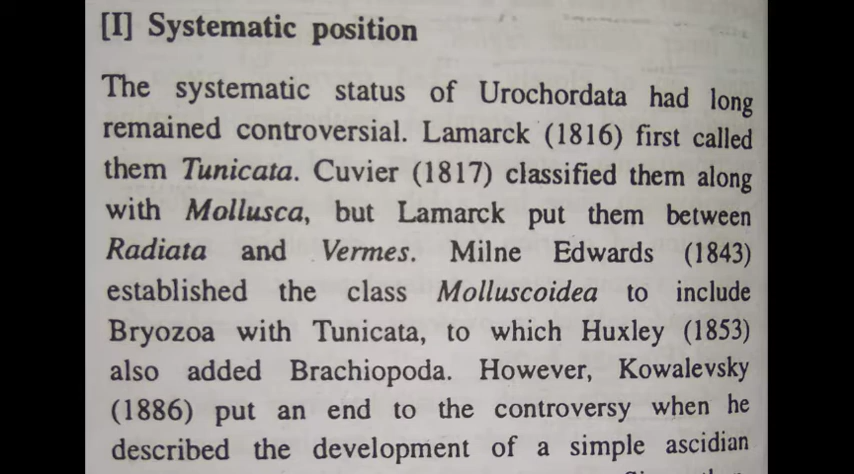 [I] Systematic position
The systematic status of Urochordata had long
remained controversial. Lamarck (1816) first called
them Tunicata. Cuvier (1817) classified them along
with Mollusca, but Lamarck put them between
Radiata and Vermes. Milne Edwards (1843)
established the class Molluscoidea to include
Bryozoa with Tunicata, to which Huxley (1853)
also added Brachiopoda. However, Kowalevsky
(1886) put an end to the controversy when he
described the development of a simple ascidian